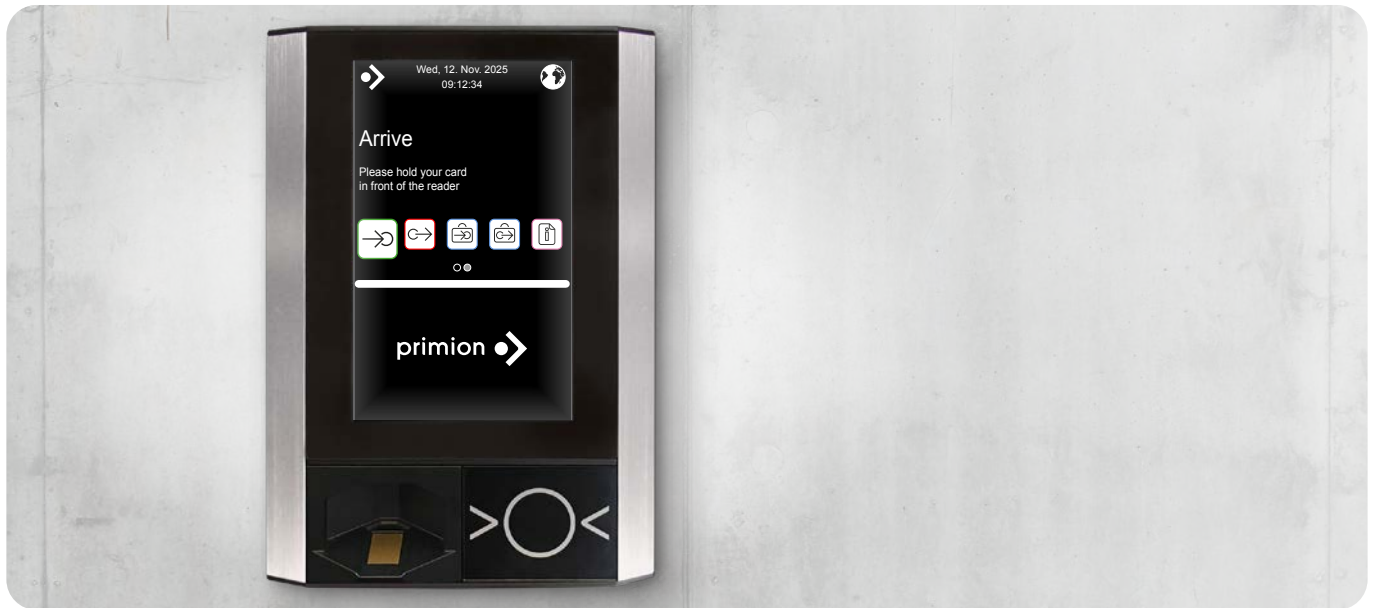 Wed, 12. Nov. 2025
09:12:34
Arrive
Please hold your card
in front of the reader
primion